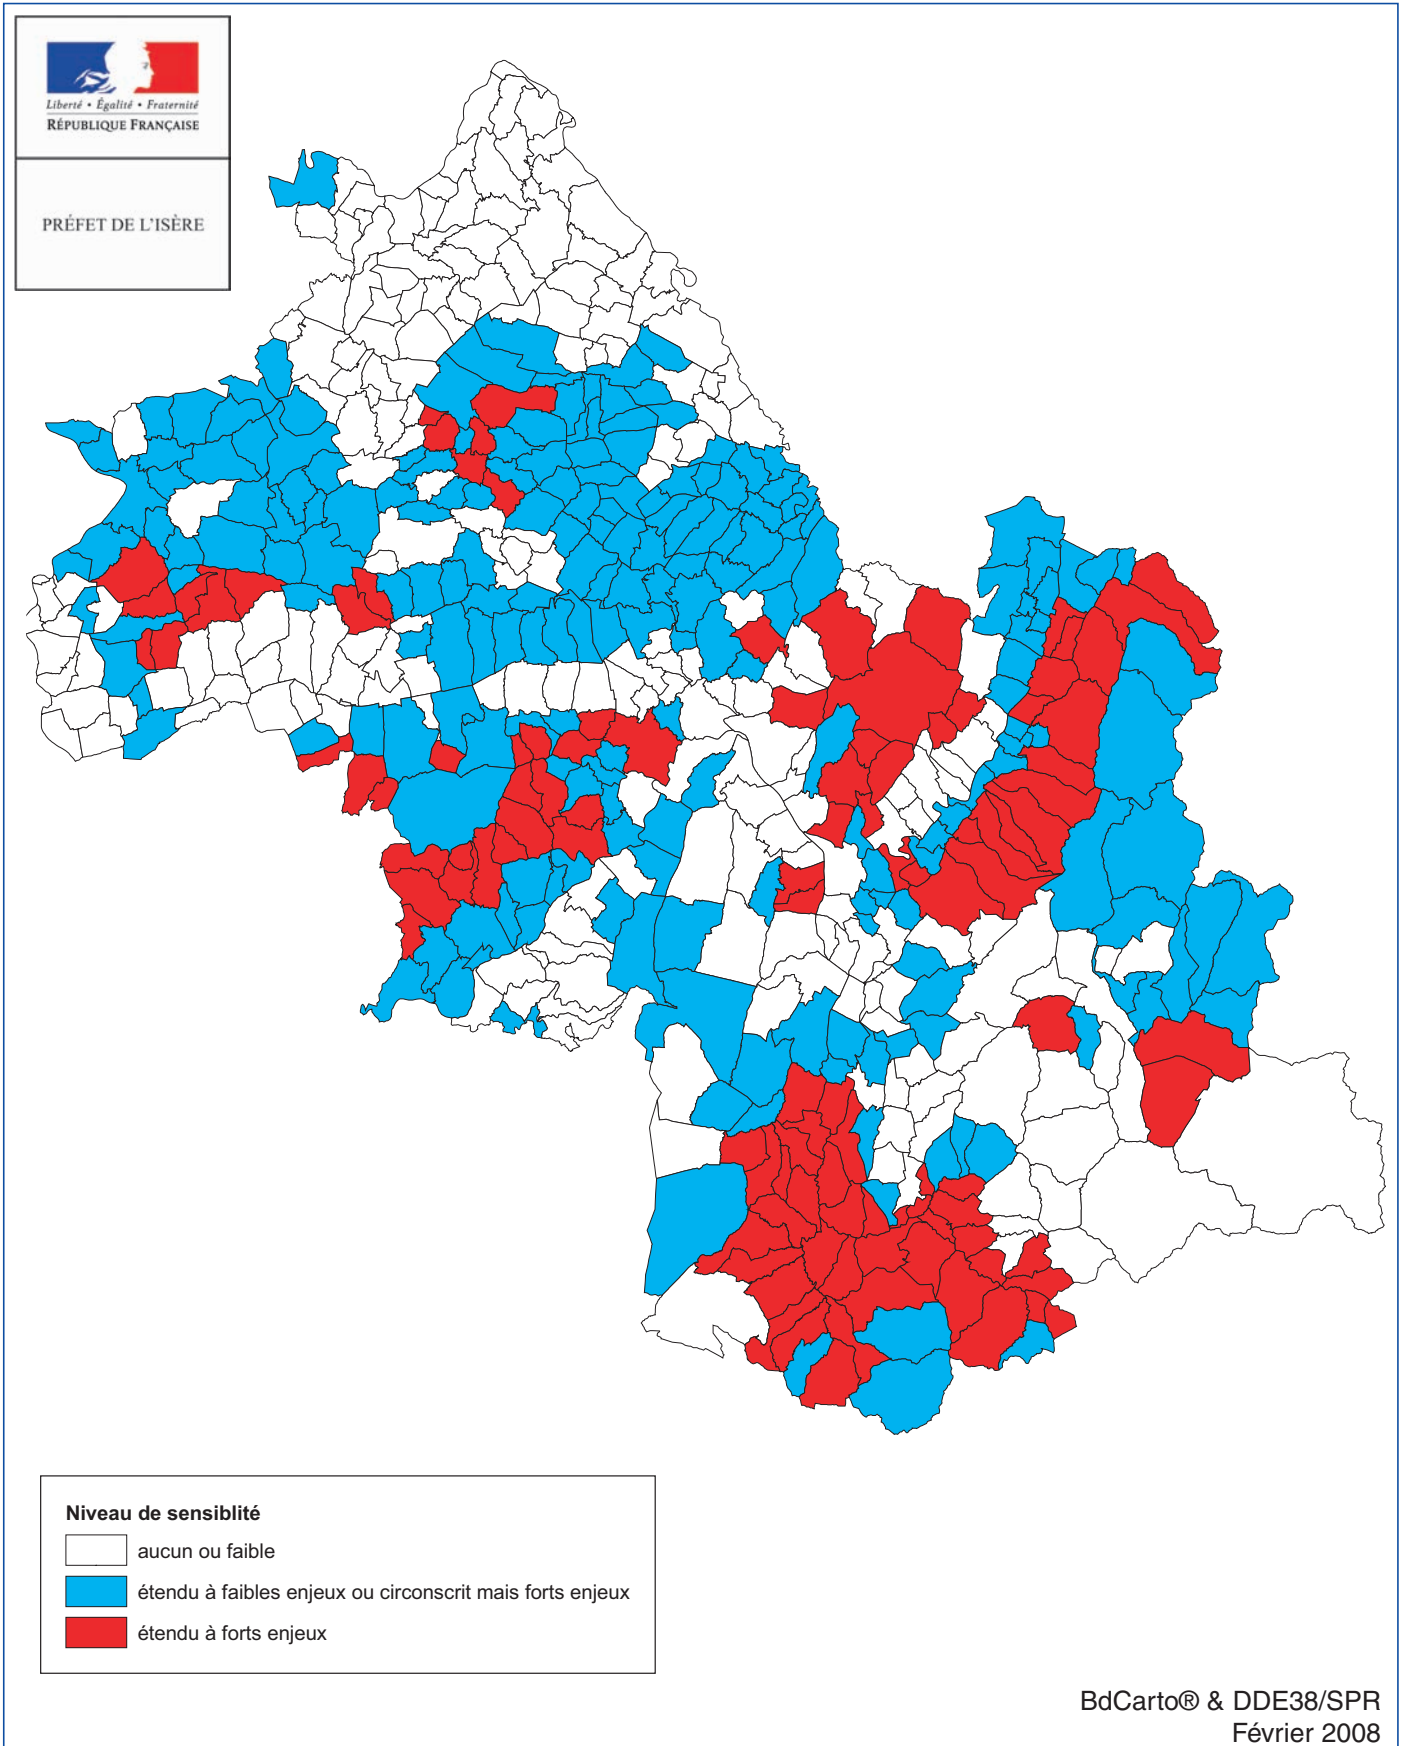 Liberté • Égalité • Fraternité
RÉPUBLIQUE FRANÇAISE
PRÉFET DE L'ISÈRE
Niveau de sensiblité
aucun ou faible
étendu à faibles enjeux ou circonscrit mais forts enjeux
étendu à forts enjeux
BdCarto® & DDE38/SPR
Février 2008